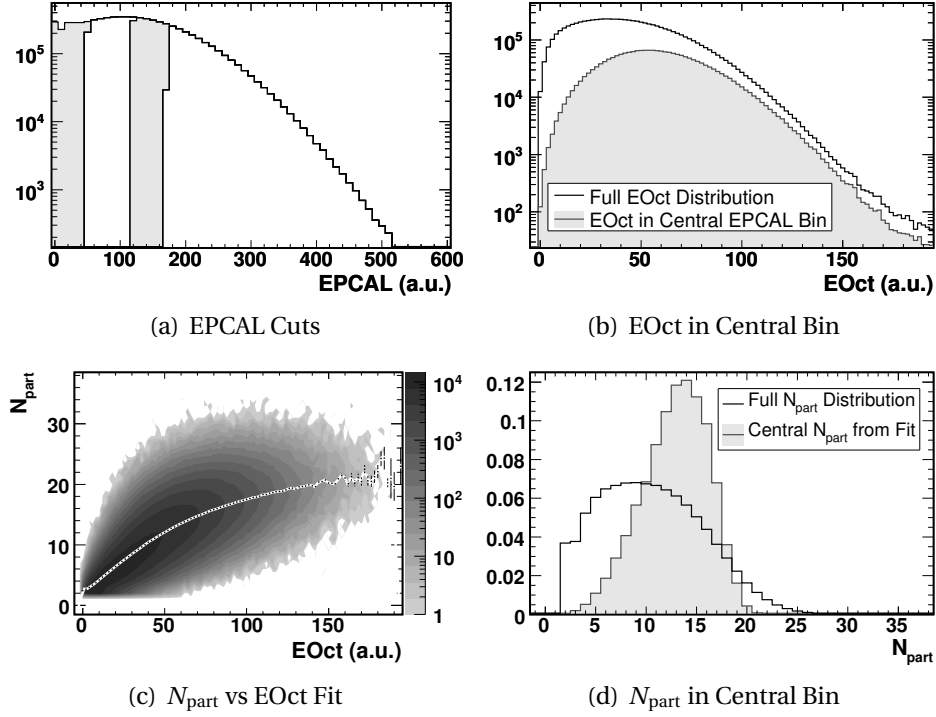 10^5
10^4
10^3
0 100 200 300 400 500 600
EPCAL (a.u.)
(a) EPCAL Cuts
10^5
10^4
10^3
10^2
Full EOct Distribution
EOct in Central EPCAL Bin
0 50 100 150
EOct (a.u.)
(b) EOct in Central Bin
N_part
30
20
10
0
0 50 100 150
EOct (a.u.)
10^4
10^3
10^2
10
1
(c) N_part vs EOct Fit
0.12
0.1
0.08
0.06
0.04
0.02
0
Full N_part Distribution
Central N_part from Fit
0 5 10 15 20 25 30 35
N_part
(d) N_part in Central Bin